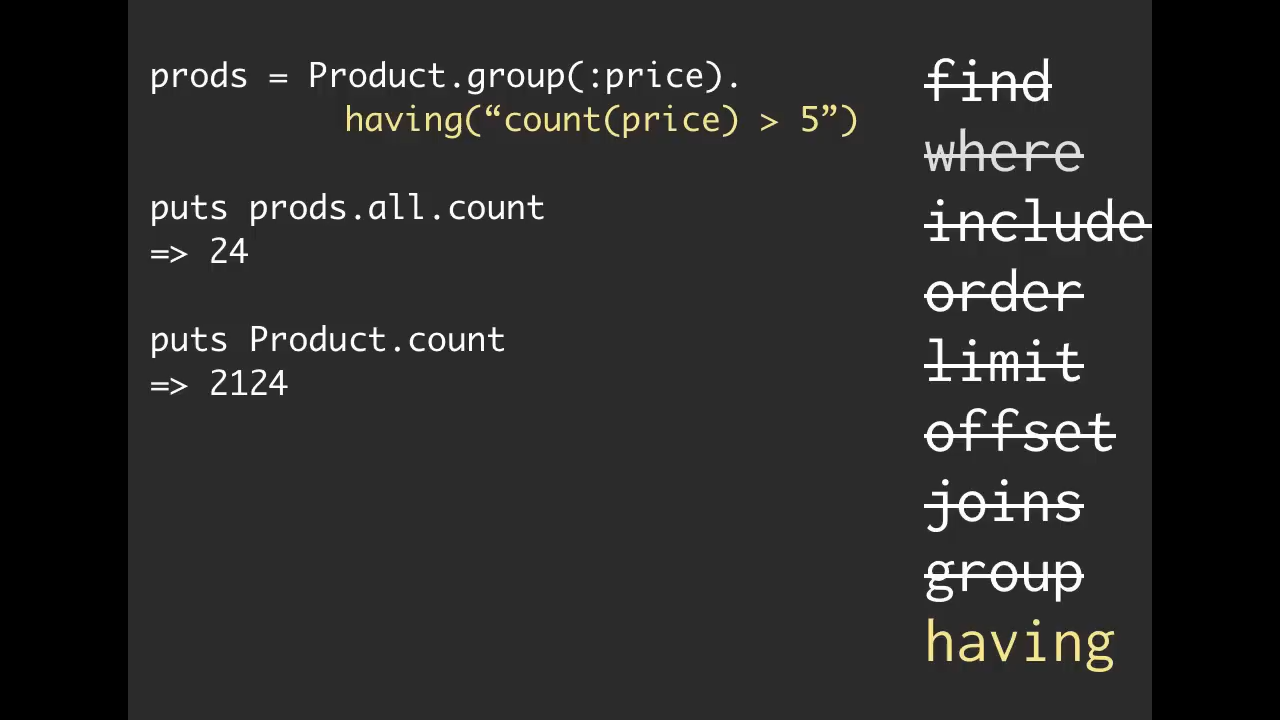 prods = Product.group(:price).
having(“count(price) > 5”)
puts prods.all.count
=> 24
puts Product.count
=> 2124
find
where
include
order
limit
offset
joins
group
having